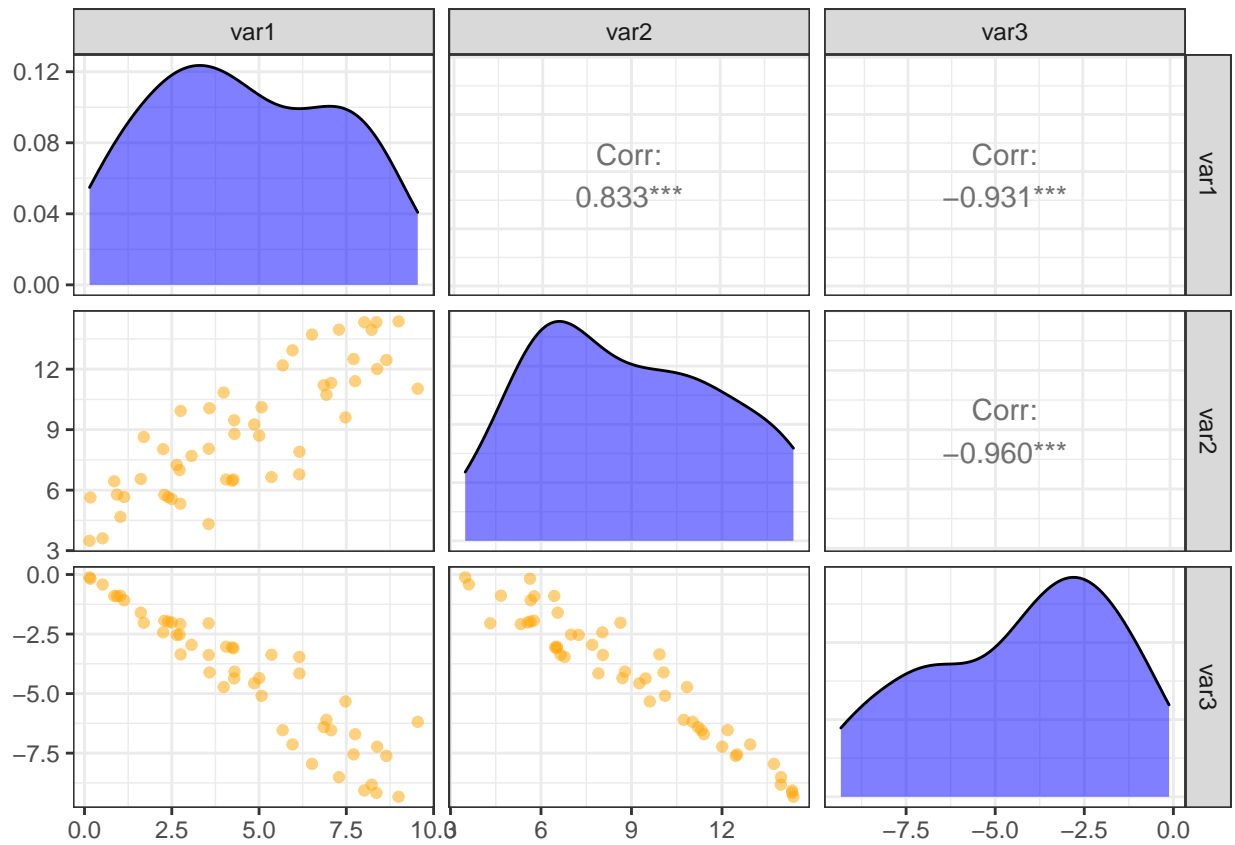 var1 var2 var3
0.12
0.08
0.04
0.00
Corr:
0.833***
Corr:
−0.931***
var1
12
9
6
3
Corr:
−0.960***
var2
0.0
−2.5
−5.0
−7.5
var3
0.0 2.5 5.0 7.5 10.0
3 6 9 12
−7.5 −5.0 −2.5 0.0